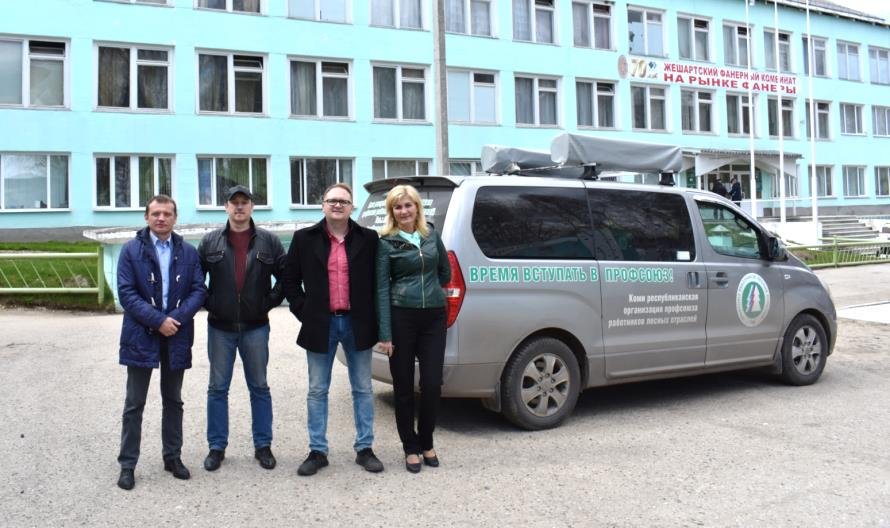 70
ЖЕШАРТСКИЙ ФАНЕРНЫЙ КОМБИНАТ
НА РЫНКЕ ФАНЕРЫ
ВРЕМЯ ВСТУПАТЬ В ПРОФСОЮЗ!
Коми республиканская
организация профсоюза
работников лесных отраслей